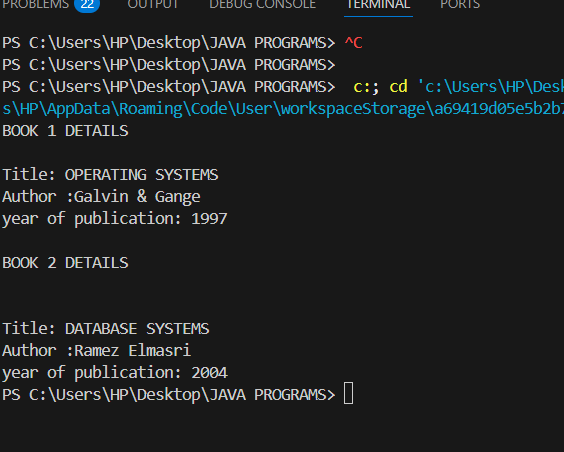 PROBLEMS 22 OUTPUT DEBUG CONSOLE TERMINAL PORTS
PS C:\Users\HP\Desktop\JAVA PROGRAMS> ^C
PS C:\Users\HP\Desktop\JAVA PROGRAMS>
PS C:\Users\HP\Desktop\JAVA PROGRAMS>  c:; cd 'c:\Users\HP\Desk
s\HP\AppData\Roaming\Code\User\workspaceStorage\a69419d05e5b2b7
BOOK 1 DETAILS
Title: OPERATING SYSTEMS
Author :Galvin & Gange
year of publication: 1997
BOOK 2 DETAILS
Title: DATABASE SYSTEMS
Author :Ramez Elmasri
year of publication: 2004
PS C:\Users\HP\Desktop\JAVA PROGRAMS>